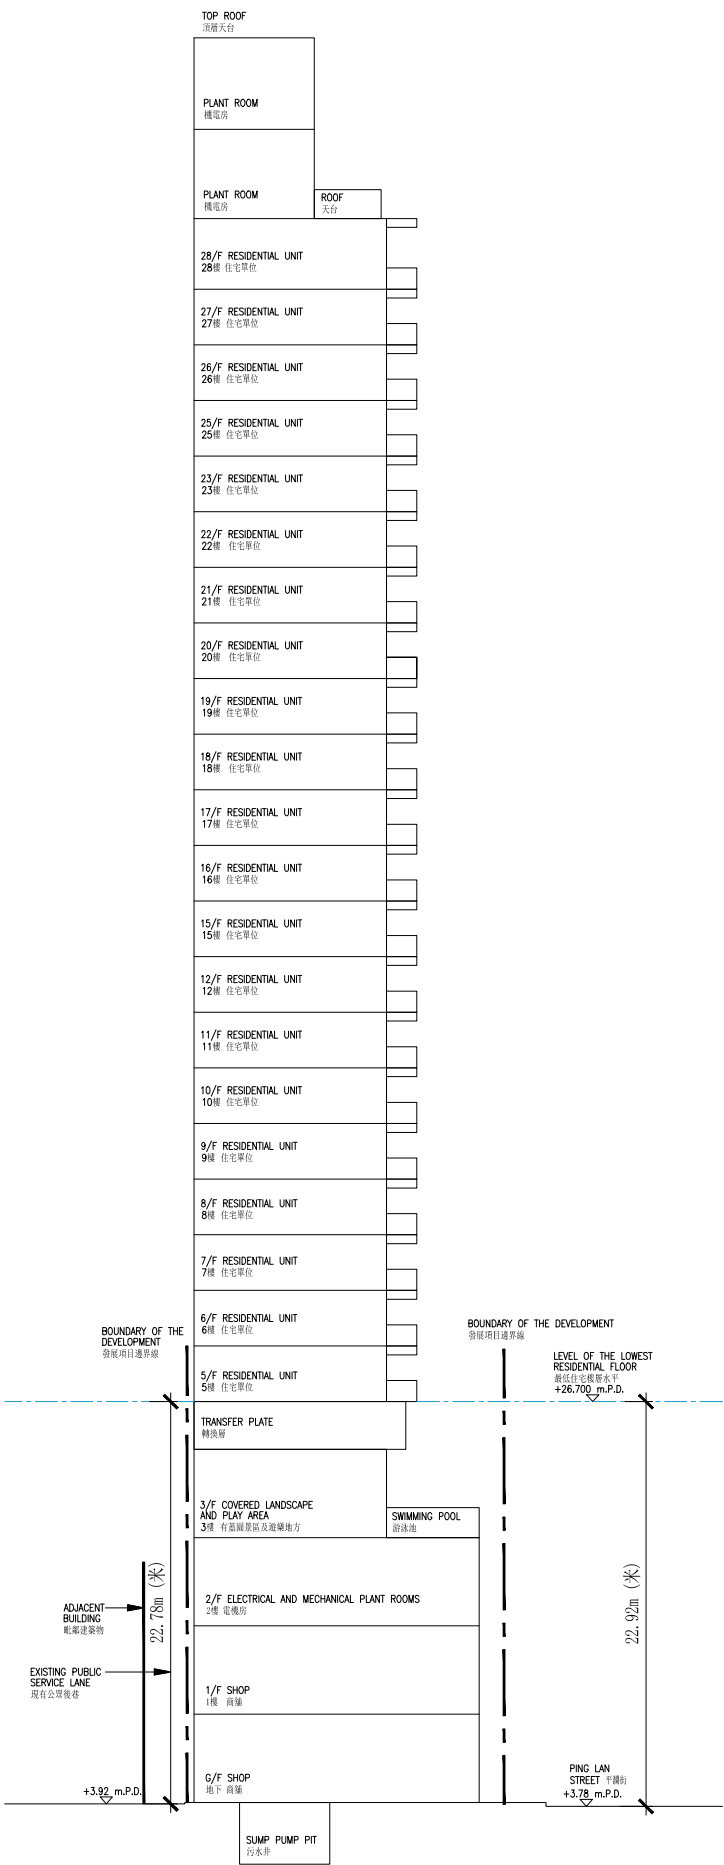 TOP ROOF
頂層天台
PLANT ROOM
機電房
PLANT ROOM
機電房
ROOF
天台
28/F RESIDENTIAL UNIT
28樓 住宅單位
27/F RESIDENTIAL UNIT
27樓 住宅單位
26/F RESIDENTIAL UNIT
26樓 住宅單位
25/F RESIDENTIAL UNIT
25樓 住宅單位
23/F RESIDENTIAL UNIT
23樓 住宅單位
22/F RESIDENTIAL UNIT
22樓 住宅單位
21/F RESIDENTIAL UNIT
21樓 住宅單位
20/F RESIDENTIAL UNIT
20樓 住宅單位
19/F RESIDENTIAL UNIT
19樓 住宅單位
18/F RESIDENTIAL UNIT
18樓 住宅單位
17/F RESIDENTIAL UNIT
17樓 住宅單位
16/F RESIDENTIAL UNIT
16樓 住宅單位
15/F RESIDENTIAL UNIT
15樓 住宅單位
12/F RESIDENTIAL UNIT
12樓 住宅單位
11/F RESIDENTIAL UNIT
11樓 住宅單位
10/F RESIDENTIAL UNIT
10樓 住宅單位
9/F RESIDENTIAL UNIT
9樓 住宅單位
8/F RESIDENTIAL UNIT
8樓 住宅單位
7/F RESIDENTIAL UNIT
7樓 住宅單位
6/F RESIDENTIAL UNIT
6樓 住宅單位
BOUNDARY OF THE
DEVELOPMENT
發展項目邊界線
BOUNDARY OF THE DEVELOPMENT
發展項目邊界線
5/F RESIDENTIAL UNIT
5樓 住宅單位
LEVEL OF THE LOWEST
RESIDENTIAL FLOOR
最低住宅樓層水平
+26.700 m.P.D.
TRANSFER PLATE
轉換層
3/F COVERED LANDSCAPE
AND PLAY AREA
3樓 有蓋園景區及遊樂地方
SWIMMING POOL
游泳池
2/F ELECTRICAL AND MECHANICAL PLANT ROOMS
2樓 電機房
22.78m (米)
22.92m (米)
ADJACENT
BUILDING
毗鄰建築物
EXISTING PUBLIC
SERVICE LANE
現有公眾後巷
1/F SHOP
1樓 商舖
G/F SHOP
地下 商舖
+3.92 m.P.D.
PING LAN
STREET 平瀾街
+3.78 m.P.D.
SUMP PUMP PIT
污水井